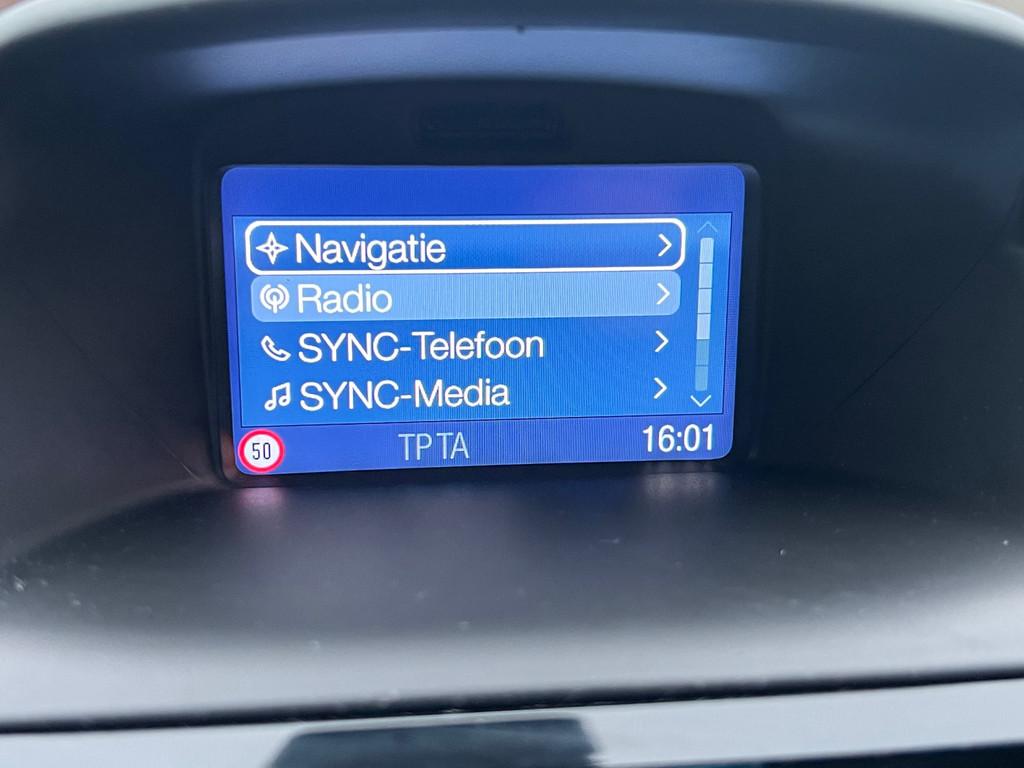 Navigatie
Radio
SYNC-Telefoon
SYNC-Media
50 TP TA 16:01